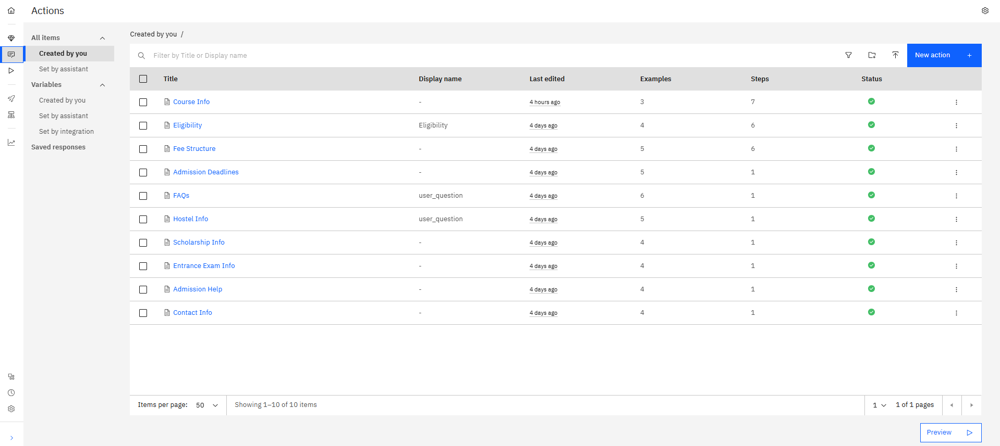 Actions
All items
Created by you
Set by assistant
Variables
Created by you
Set by assistant
Set by integration
Saved responses
Created by you /
Filter by Title or Display name
New action +
Title Display name Last edited Examples Steps Status
Course Info - 4 hours ago 3 7
Eligibility Eligibility 4 days ago 4 6
Fee Structure - 4 days ago 5 6
Admission Deadlines - 4 days ago 5 1
FAQs user_question 4 days ago 6 1
Hostel Info user_question 4 days ago 5 1
Scholarship Info - 4 days ago 4 1
Entrance Exam Info - 4 days ago 4 1
Admission Help - 4 days ago 4 1
Contact Info - 4 days ago 4 1
Items per page: 50 Showing 1–10 of 10 items 1 1 of 1 pages
Preview